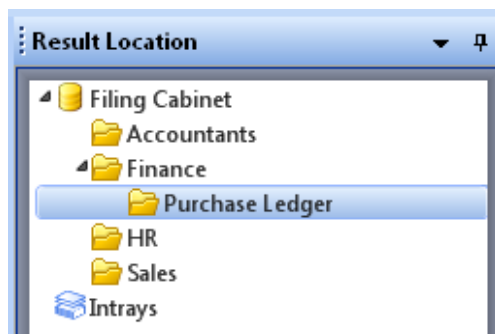 Result Location
Filing Cabinet
Accountants
Finance
Purchase Ledger
HR
Sales
Intrays